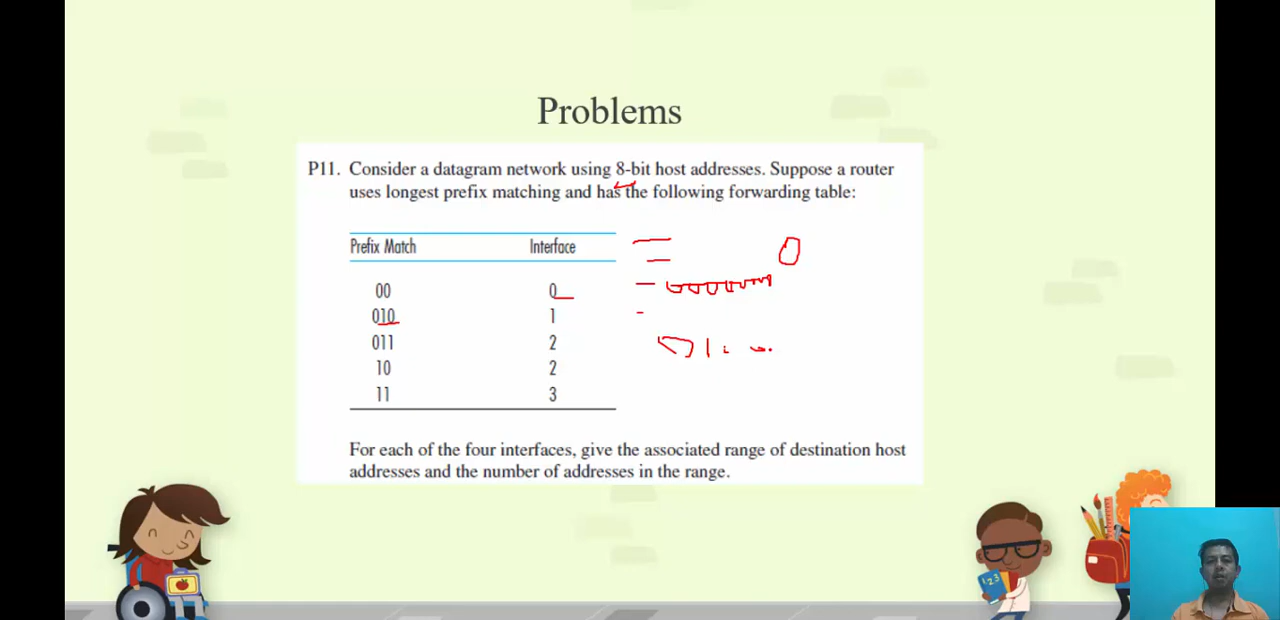 Problems
P11. Consider a datagram network using 8-bit host addresses. Suppose a router
uses longest prefix matching and has the following forwarding table:
Prefix Match Interface
00 0
010 1
011 2
10 2
11 3
0
For each of the four interfaces, give the associated range of destination host
addresses and the number of addresses in the range.
123